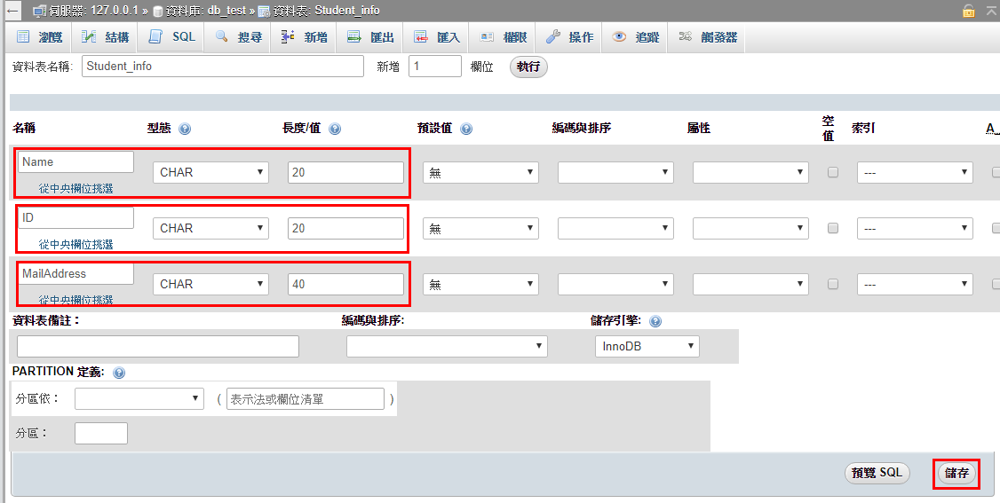 伺服器: 127.0.0.1 » 資料庫: db_test » 資料表: Student_info
瀏覽 結構 SQL 搜尋 新增 匯出 匯入 權限 操作 追蹤 觸發器
資料表名稱: Student_info 新增 1 欄位 執行
名稱 型態 長度/值 預設值 編碼與排序 屬性 空值 索引 A_
Name CHAR 20 無 ---
從中央欄位挑選
ID CHAR 20 無 ---
從中央欄位挑選
MailAddress CHAR 40 無 ---
從中央欄位挑選
資料表備註： 編碼與排序: 儲存引擎:
InnoDB
PARTITION 定義:
分區依： ( 表示法或欄位清單 )
分區：
預覽 SQL 儲存